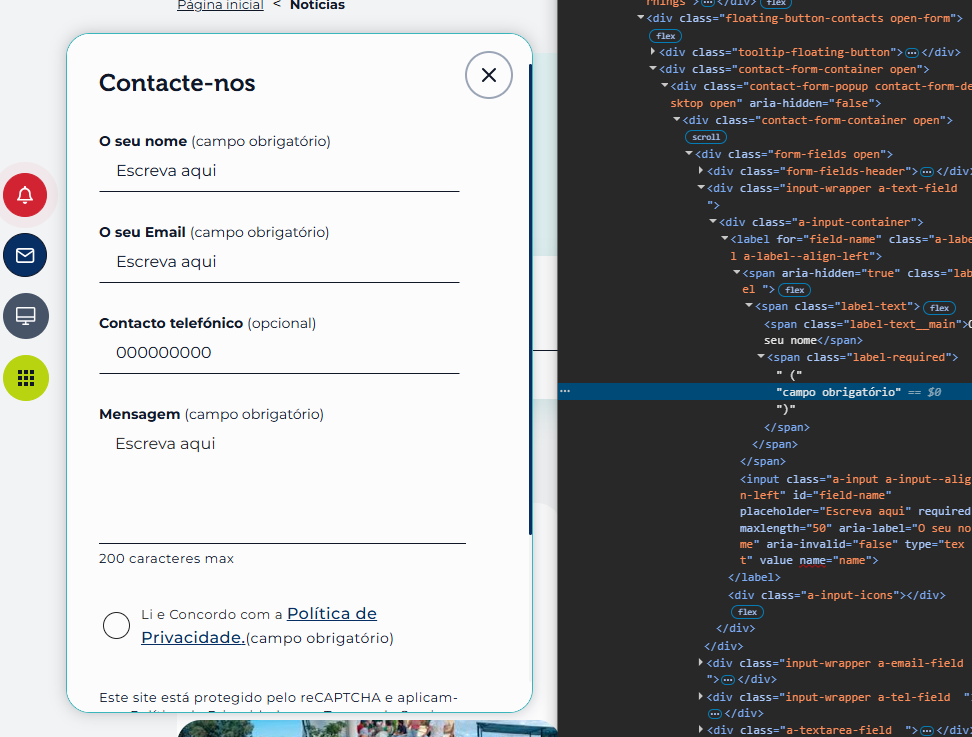 Página inicial < Notícias
Contacte-nos
O seu nome (campo obrigatório)
Escreva aqui
O seu Email (campo obrigatório)
Escreva aqui
Contacto telefónico (opcional)
000000000
Mensagem (campo obrigatório)
Escreva aqui
200 caracteres max
Li e Concordo com a Política de
Privacidade.(campo obrigatório)
Este site está protegido pelo reCAPTCHA e aplicam-
rnings"> … </div> flex
<div class="floating-button-contacts open-form">
flex
<div class="tooltip-floating-button"> … </div>
<div class="contact-form-container open">
<div class="contact-form-popup contact-form-de
sktop open" aria-hidden="false">
<div class="contact-form-container open">
scroll
<div class="form-fields open">
<div class="form-fields-header"> … </div>
<div class="input-wrapper a-text-field
">
<div class="a-input-container">
<label for="field-name" class="a-labe
l a-label--align-left">
<span aria-hidden="true" class="lab
el "> flex
<span class="label-text"> flex
<span class="label-text__main">O
seu nome</span>
<span class="label-required">
" ("
"campo obrigatório" == $0
")"
</span>
</span>
</span>
<input class="a-input a-input--alig
n-left" id="field-name"
placeholder="Escreva aqui" required
maxlength="50" aria-label="O seu no
me" aria-invalid="false" type="tex
t" value name="name">
</label>
<div class="a-input-icons"></div>
flex
</div>
</div>
<div class="input-wrapper a-email-field
"> … </div>
<div class="input-wrapper a-tel-field "
… </div>
<div class="a-textarea-field "> … </div>